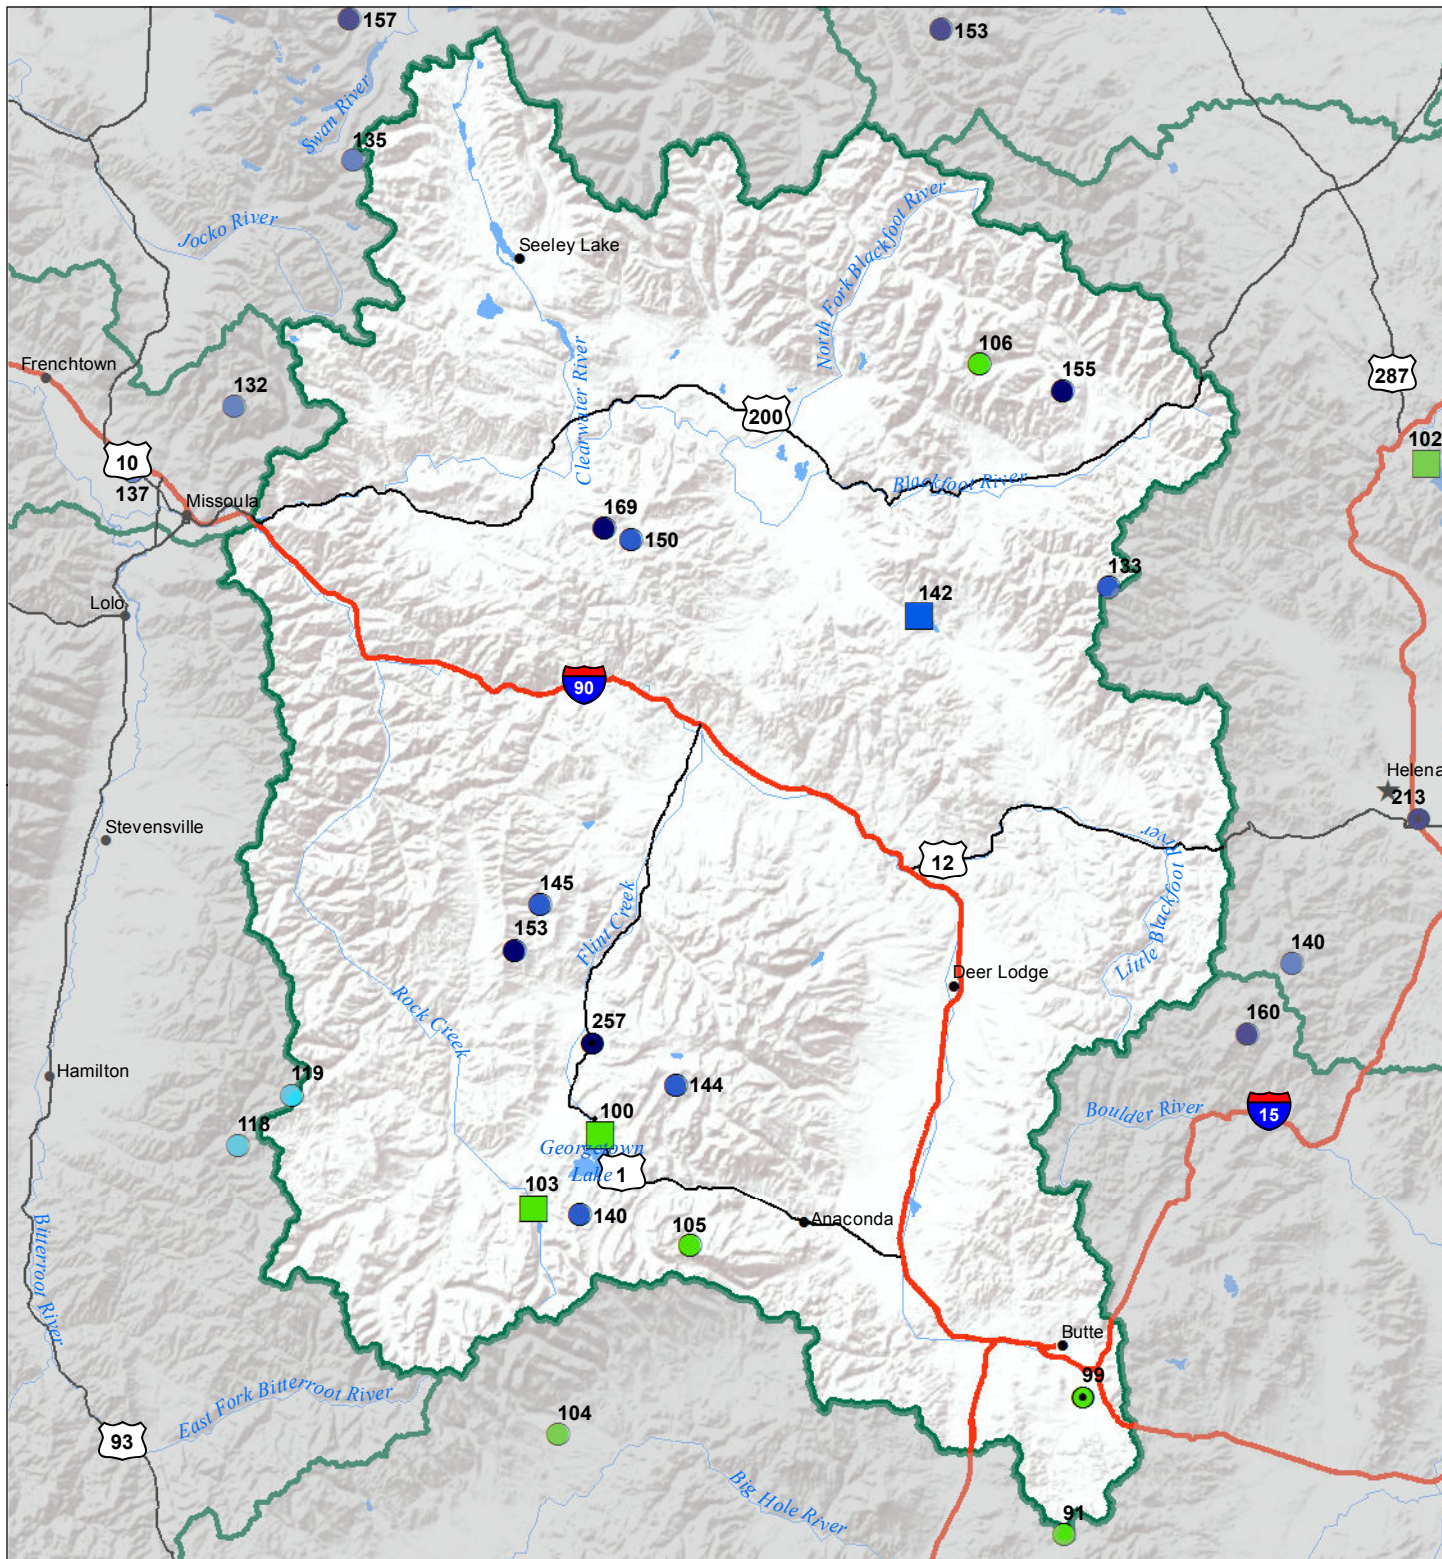 157
153
Swan River
135
Jocko River
Seeley Lake
North Fork Blackfoot River
106
155
Frenchtown
132
287
Clearwater River
200
102
10
137
Missoula
Blackfoot River
169
150
133
142
Lolo
90
Helena
213
Stevensville
12
Little Blackfoot River
145
Flint Creek
153
140
Deer Lodge
Rock Creek
257
160
Hamilton
119
144
100
Boulder River
15
118
Georgetown
Lake
1
103
140
105
Anaconda
Bitterroot River
Butte
99
East Fork Bitterroot River
104
93
Big Hole River
91